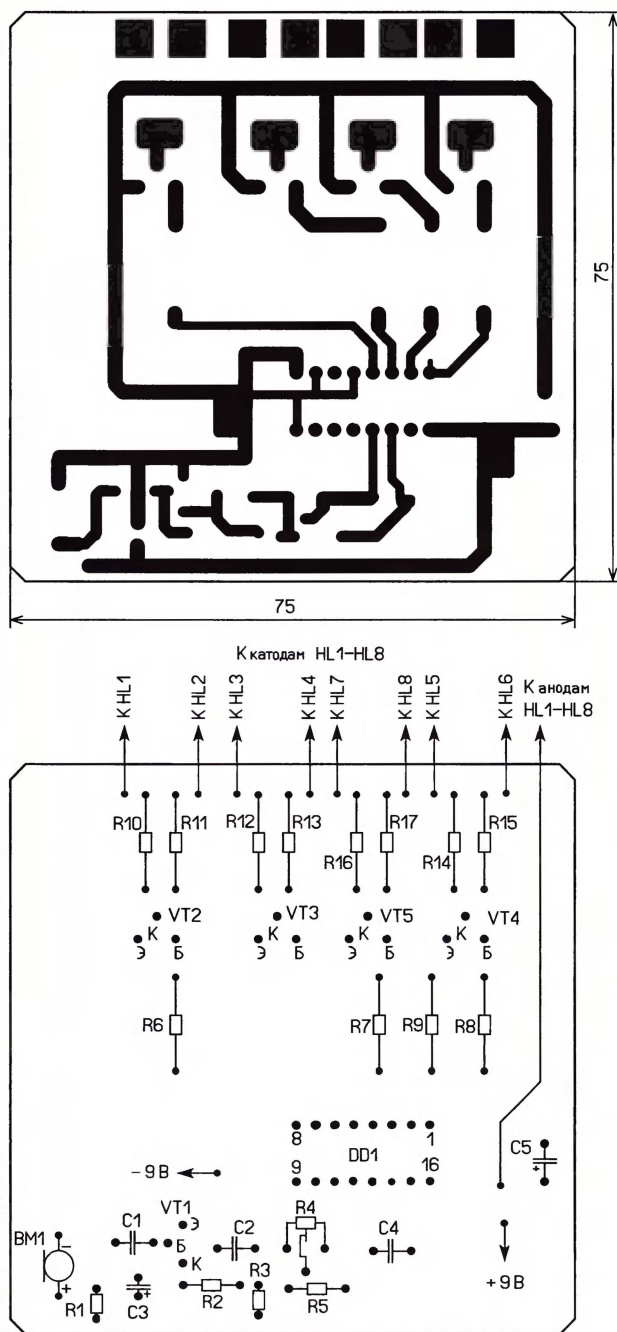 75
75
К катодам HL1-HL8
К HL1
К HL2
К HL3
К HL4
К HL7
К HL8
К HL5
К HL6
К анодам
HL1-HL8
R10
R11
R12
R13
R16
R17
R14
R15
VT2
К
Э
Б
VT3
К
Э
Б
VT5
К
Э
Б
VT4
К
Э
Б
R6
R7
R9
R8
8
1
DD1
9
16
C5
+
-9В
VT1
Э
Б
К
C1
C2
R4
C4
BM1
-
+
R1
C3
+
R2
R3
R5
+9В